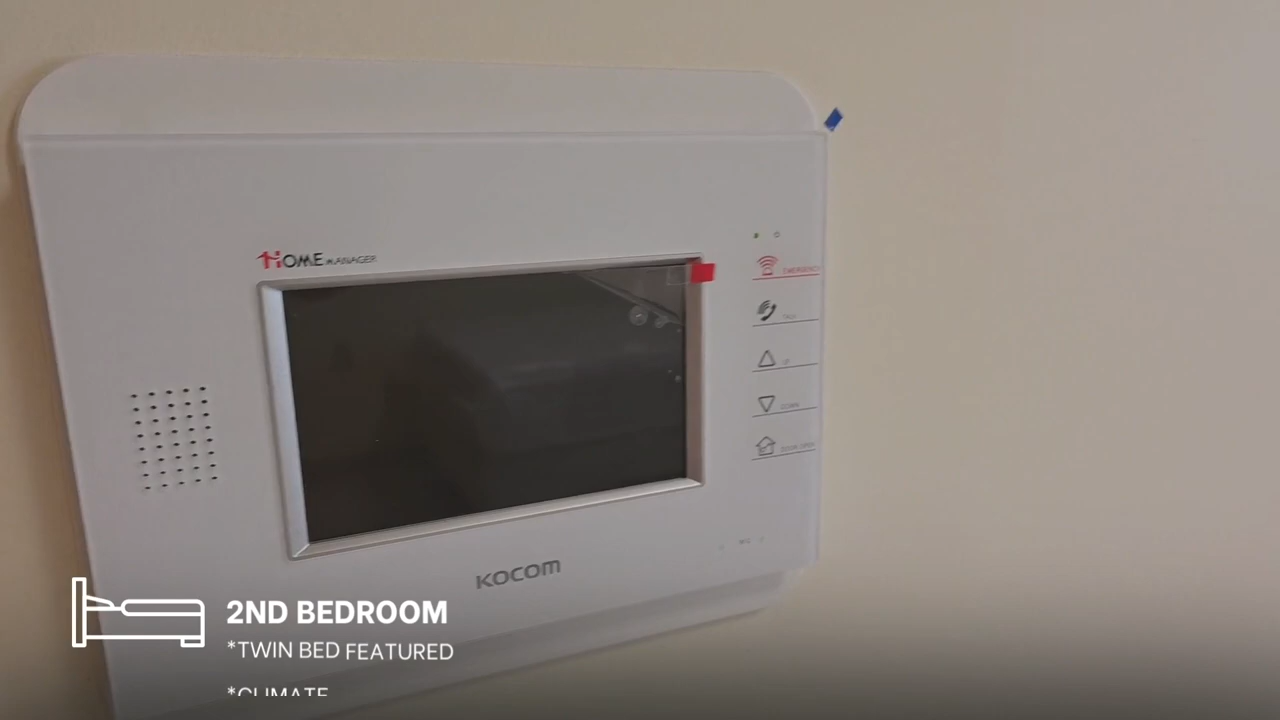 HOME MANAGER
EMERGENCY
TALK
UP
DOWN
DOOR OPEN
KOCOM
2ND BEDROOM
*TWIN BED FEATURED
*CLIMATE